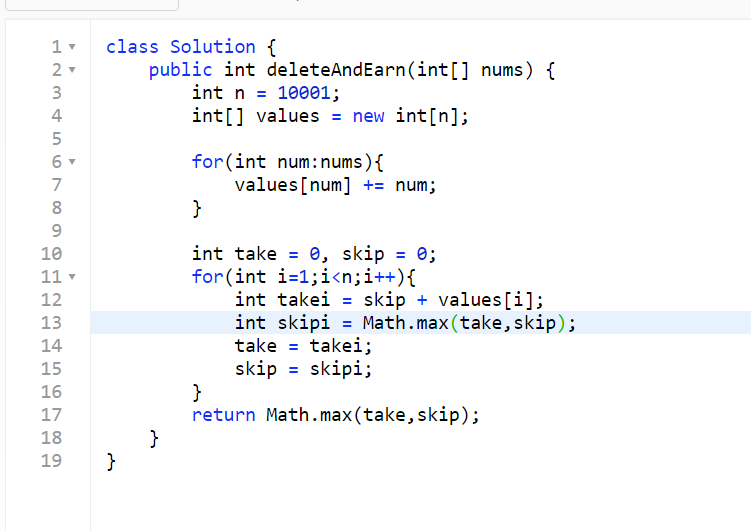 1 class Solution {
2     public int deleteAndEarn(int[] nums) {
3         int n = 10001;
4         int[] values = new int[n];
5
6         for(int num:nums){
7             values[num] += num;
8         }
9
10         int take = 0, skip = 0;
11         for(int i=1;i<n;i++){
12             int takei = skip + values[i];
13             int skipi = Math.max(take,skip);
14             take = takei;
15             skip = skipi;
16         }
17         return Math.max(take,skip);
18     }
19 }